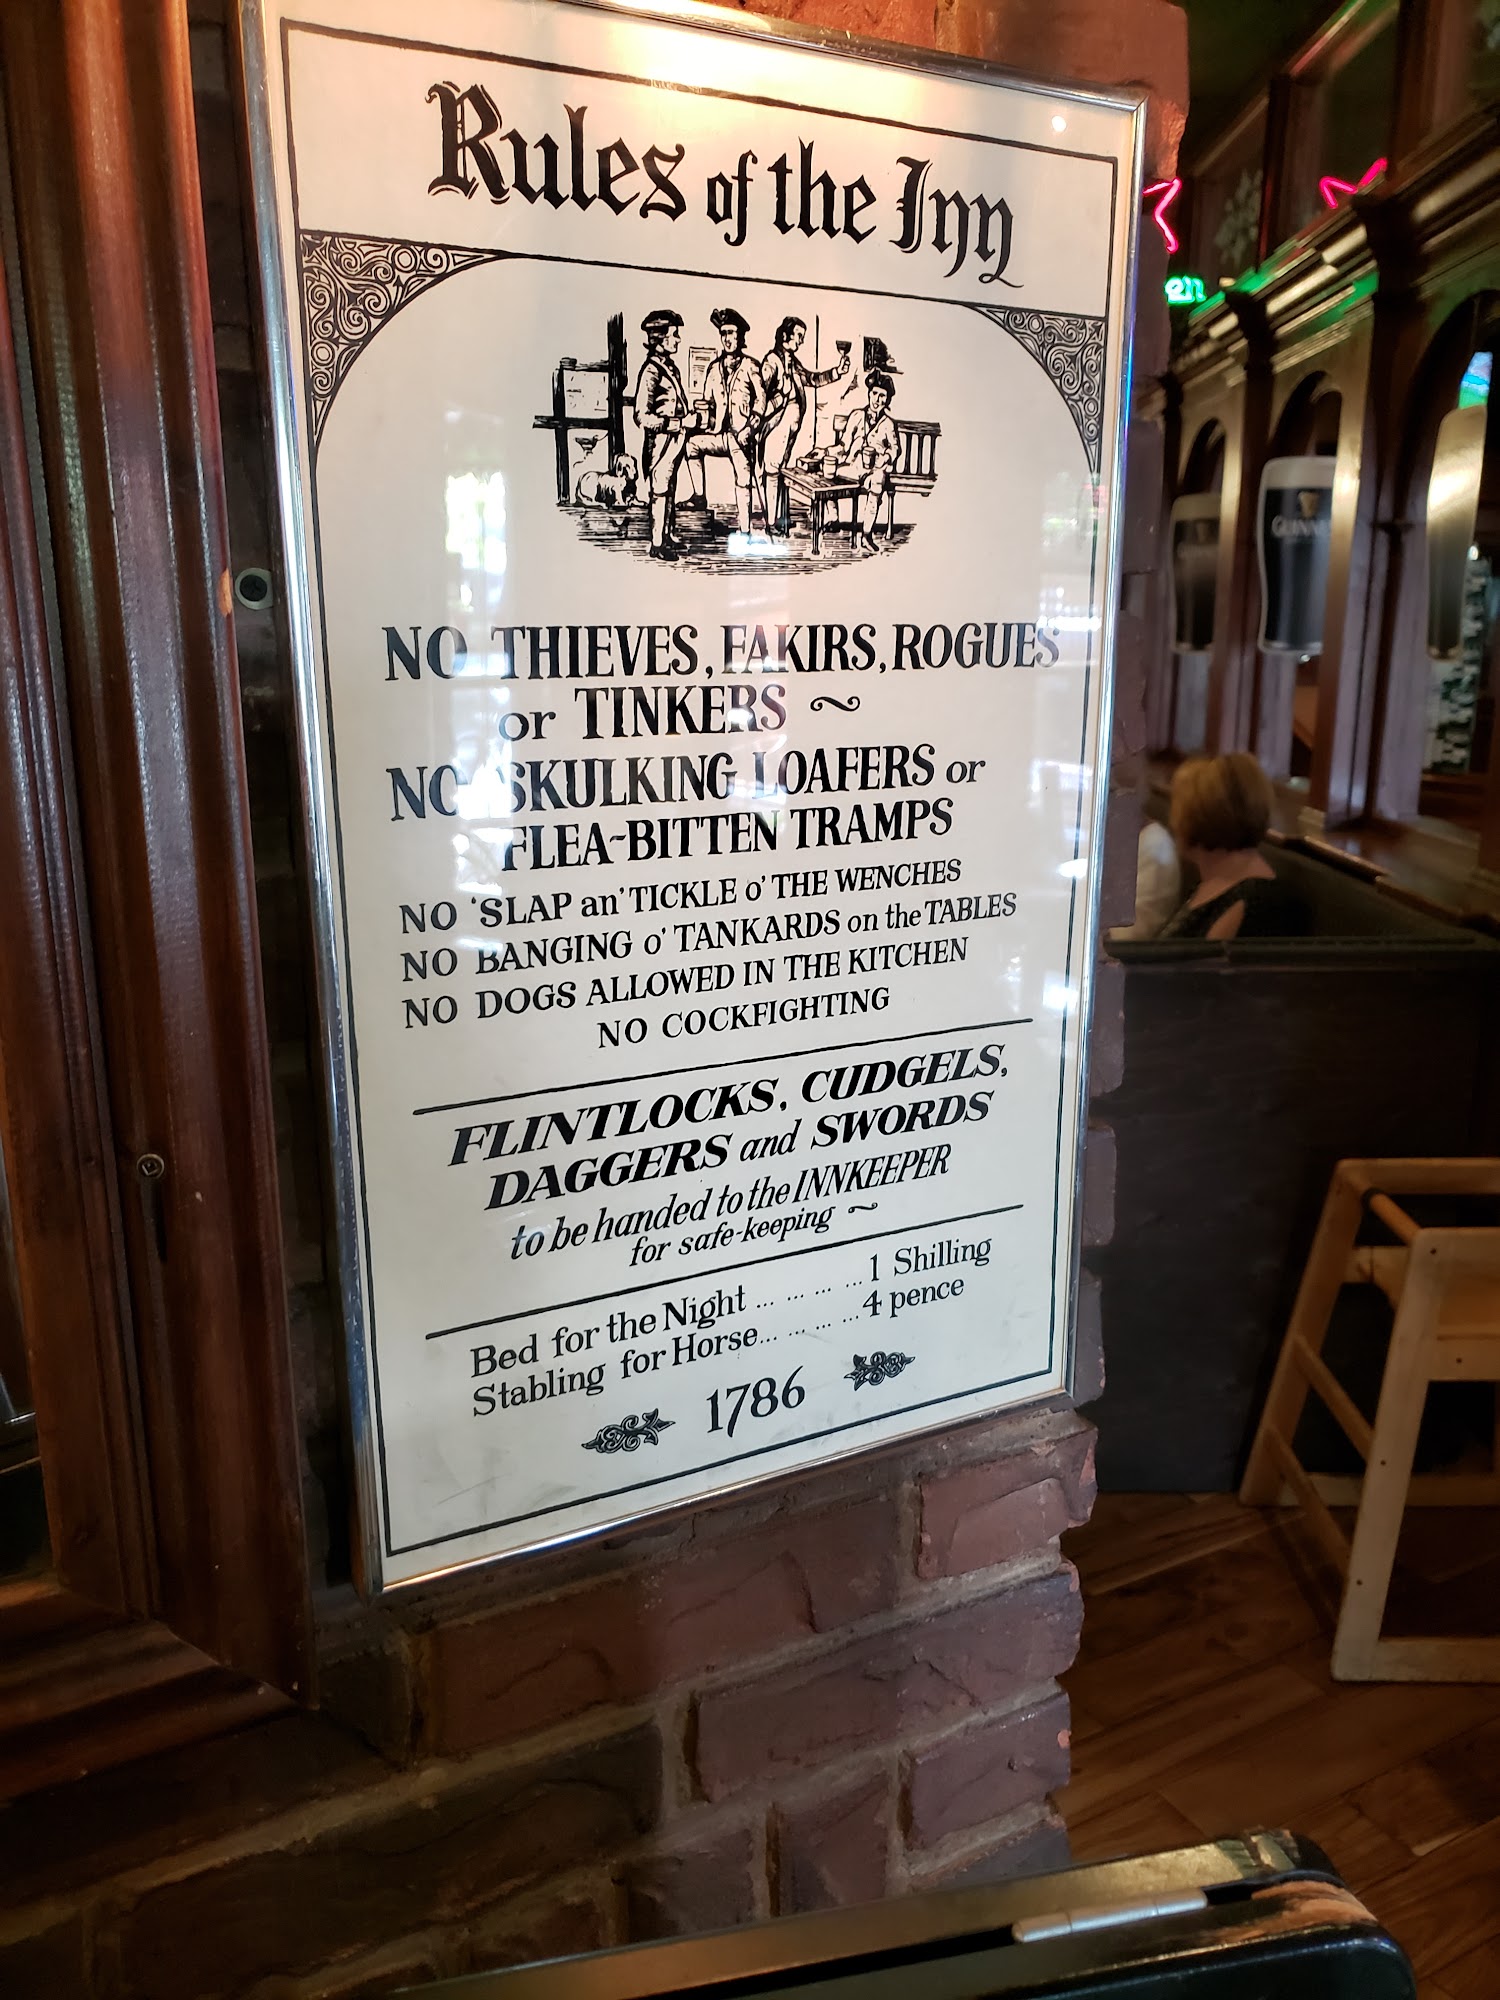 Rules of the Inn
NO THIEVES, FAKIRS, ROGUES
or TINKERS ~
NO SKULKING LOAFERS or
FLEA-BITTEN TRAMPS
NO 'SLAP an' TICKLE o' THE WENCHES
NO BANGING o' TANKARDS on the TABLES
NO DOGS ALLOWED IN THE KITCHEN
NO COCKFIGHTING
FLINTLOCKS, CUDGELS,
DAGGERS and SWORDS
to be handed to the INNKEEPER
for safe-keeping ~
Bed for the Night ... ... ... ... 1 Shilling
Stabling for Horse... ... ... ... 4 pence
1786
en
GUINNESS